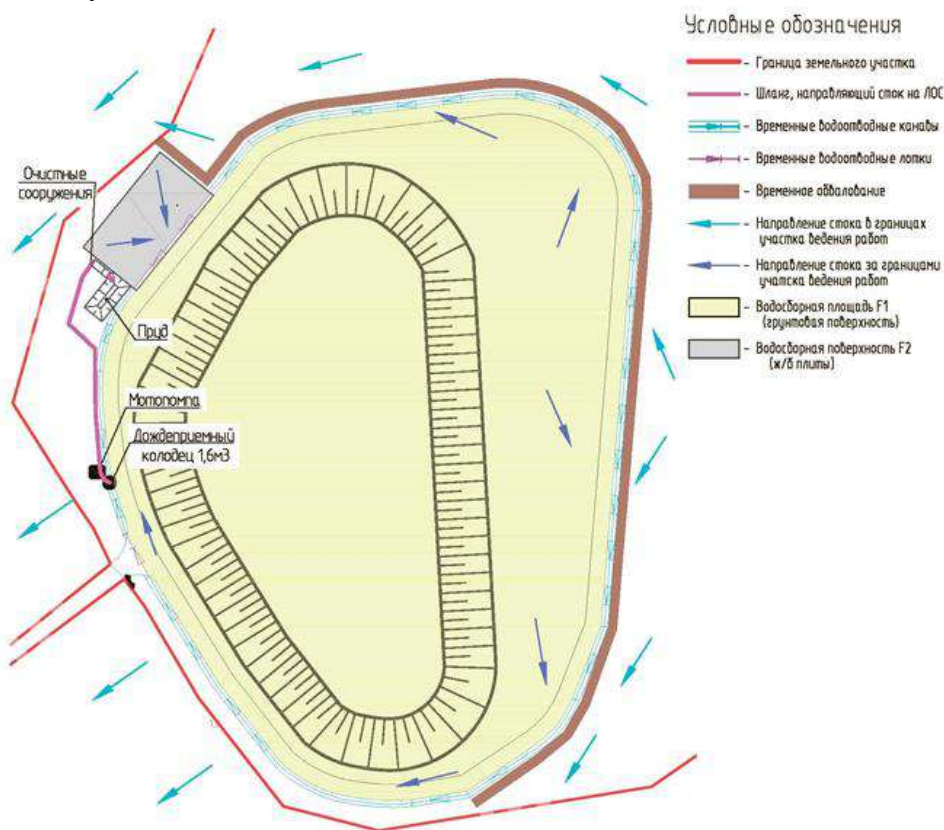 Условные обозначения
- Граница земельного участка
- Шланг, направляющий сток на ЛОС
- Временные водоотводные канавы
- Временные водоотводные лотки
- Временное обвалование
- Направление стока в границах
участка ведения работ
- Направление стока за границами
участка ведения работ
- Водосборная площадь F1
(грунтовая поверхность)
- Водосборная поверхность F2
(ж/б плиты)
Очистные
сооружения
Пруд
Мотопомпа
Дождеприемный
колодец 1,6м3